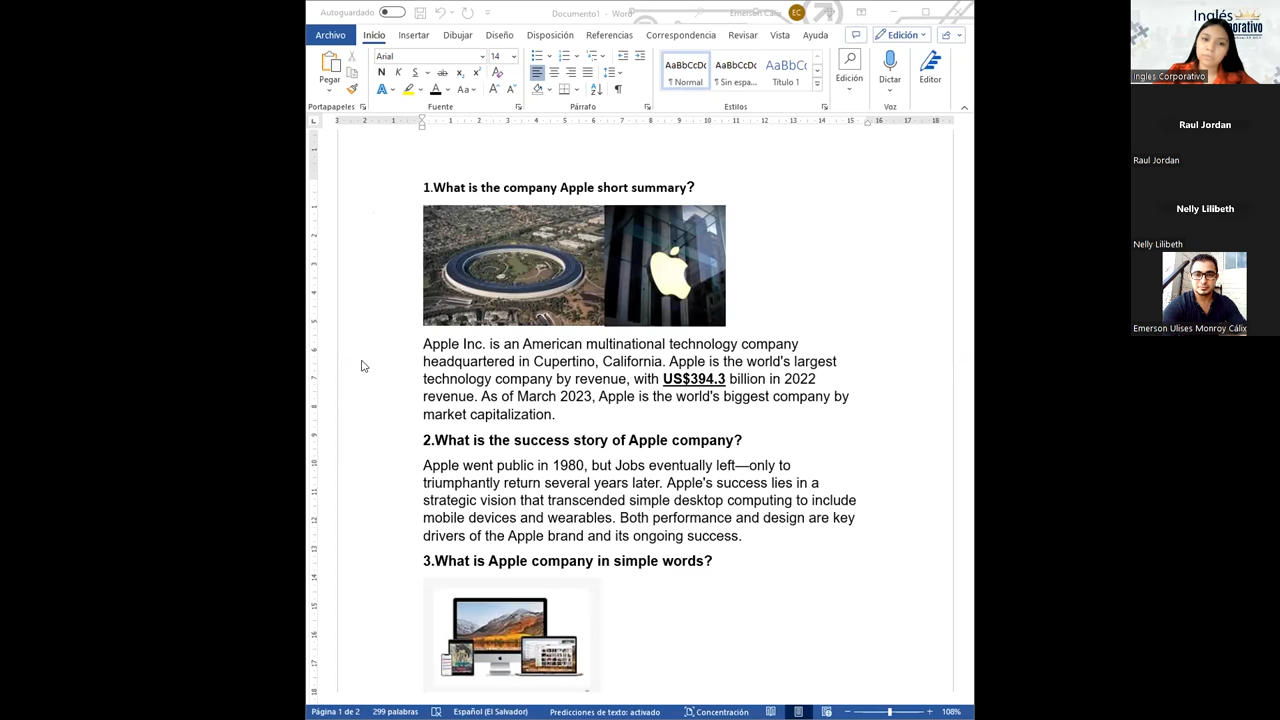 Autoguardado
Documento1 - Word
Emerson Cálix
EC
Archivo
Inicio
Insertar
Dibujar
Diseño
Disposición
Referencias
Correspondencia
Revisar
Vista
Ayuda
Edición
Arial
14
Pegar
N K S
AaBbCcDc
AaBbCcDc
AaBbCc
¶ Normal
¶ Sin espa...
Título 1
Edición
Dictar
Editor
Portapapeles
Fuente
Párrafo
Estilos
Voz
1.What is the company Apple short summary?
Apple Inc. is an American multinational technology company
headquartered in Cupertino, California. Apple is the world's largest
technology company by revenue, with US$394.3 billion in 2022
revenue. As of March 2023, Apple is the world's biggest company by
market capitalization.
2.What is the success story of Apple company?
Apple went public in 1980, but Jobs eventually left—only to
triumphantly return several years later. Apple's success lies in a
strategic vision that transcended simple desktop computing to include
mobile devices and wearables. Both performance and design are key
drivers of the Apple brand and its ongoing success.
3.What is Apple company in simple words?
Página 1 de 2
299 palabras
Español (El Salvador)
Predicciones de texto: activado
Concentración
108%
Inglés
Ingles Corporativo
Raul Jordan
Raul Jordan
Nelly Lilibeth
Nelly Lilibeth
Emerson Ulises Monroy Cálix